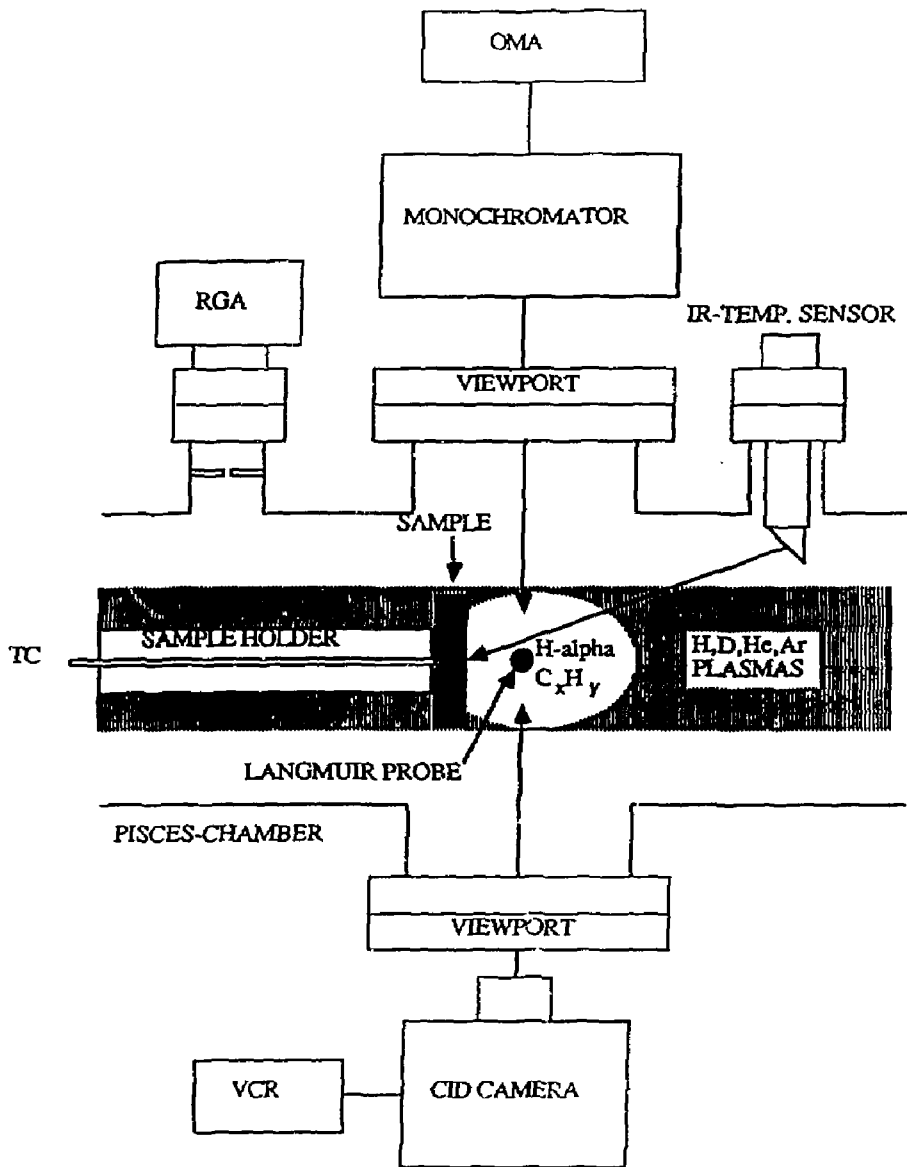 OMA
MONOCHROMATOR
RGA
IR-TEMP. SENSOR
VIEWPORT
SAMPLE
SAMPLE HOLDER
TC
H-alpha
CxHy
H,D,He,Ar
PLASMAS
LANGMUIR PROBE
PISCES-CHAMBER
VIEWPORT
VCR
CID CAMERA